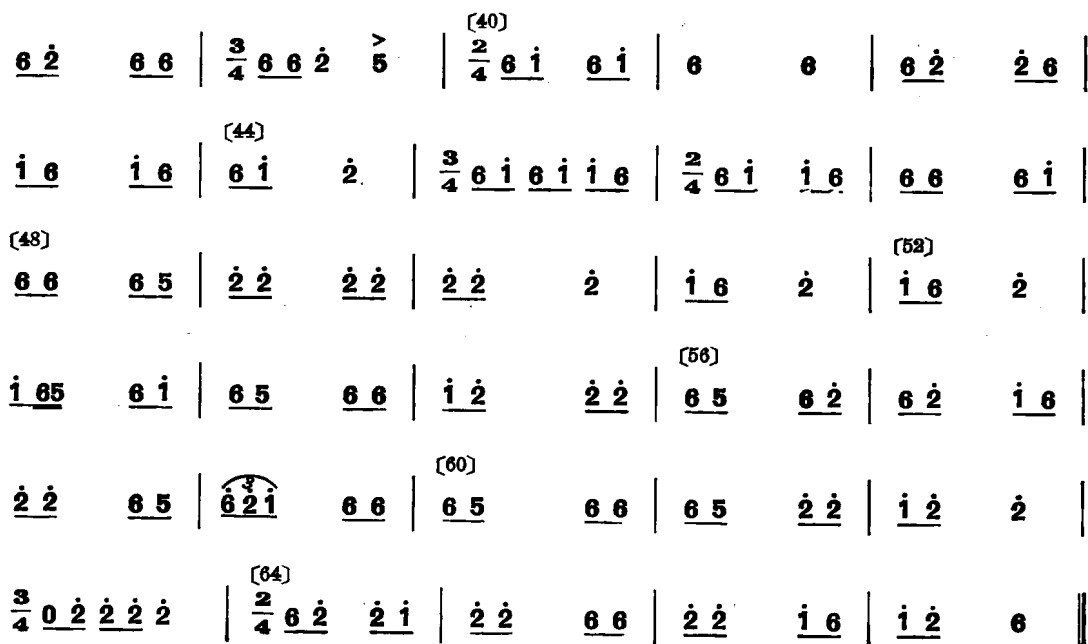 〔40〕
6 2̇ 6 6 | 3/4 6 6 2̇ > 5 | 2/4 6 1̇ 6 1̇ | 6 6 | 6 2̇ 2̇ 6 |
〔44〕
1̇ 6 1̇ 6 | 6 1̇ 2̇ | 3/4 6 1̇ 6 1̇ 1̇ 6 | 2/4 6 1̇ 1̇ 6 | 6 6 6 1̇ |
〔48〕 〔52〕
6 6 6 5 | 2̇ 2̇ 2̇ 2̇ | 2̇ 2̇ 2̇ | 1̇ 6 2̇ | 1̇ 6 2̇ |
〔56〕
1̇ 65 6 1̇ | 6 5 6 6 | 1̇ 2̇ 2̇ 2̇ | 6 5 6 2̇ | 6 2̇ 1̇ 6 |
〔60〕
2̇ 2̇ 6 5 | 3 6̇ 2̇ 1̇ 6 6 | 6 5 6 6 | 6 5 2̇ 2̇ | 1̇ 2̇ 2̇ |
〔64〕
3/4 0 2̇ 2̇ 2̇ 2̇ | 2/4 6 2̇ 2̇ 1̇ | 2̇ 2̇ 6 6 | 2̇ 2̇ 1̇ 6 | 1̇ 2̇ 6 ‖